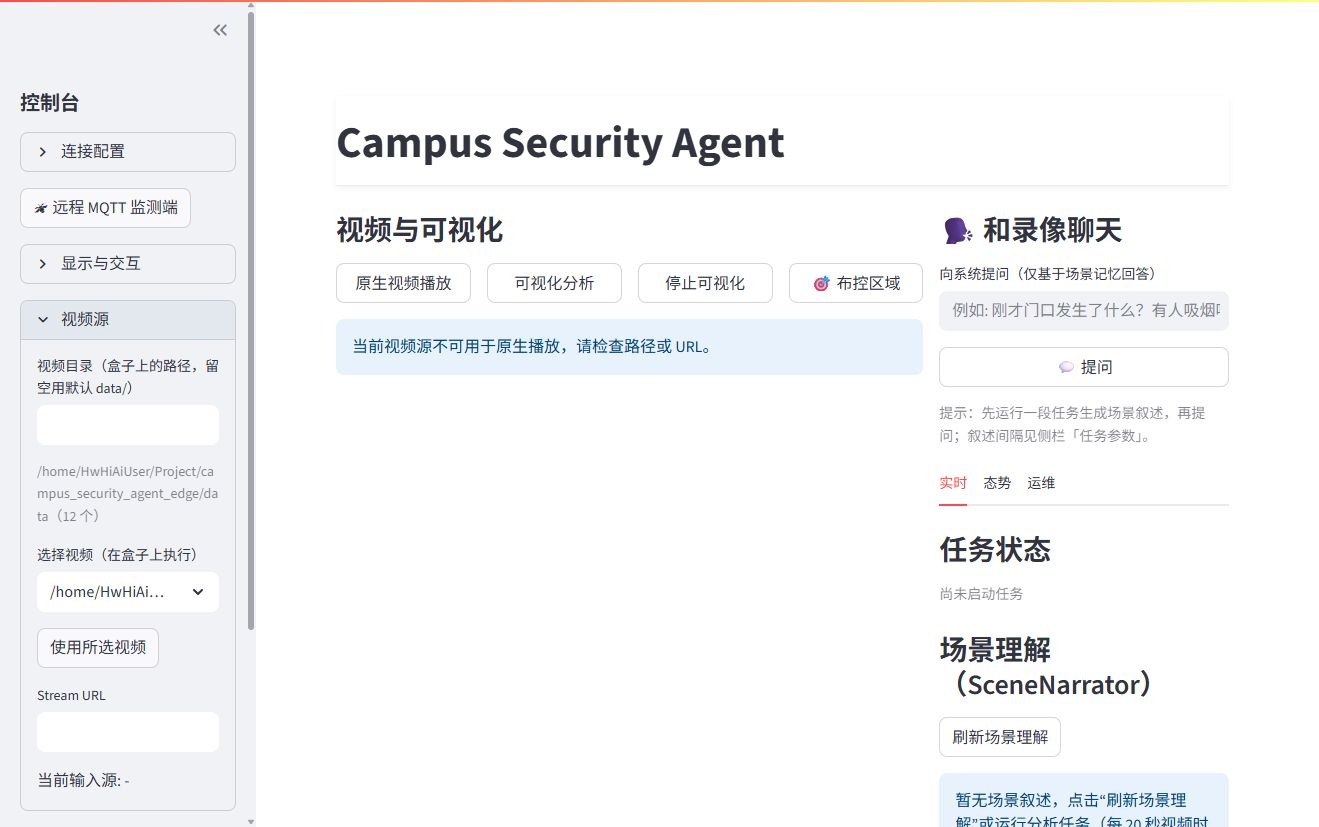 控制台
连接配置
远程 MQTT 监测端
显示与交互
视频源
视频目录（盒子上的路径，留
空用默认 data/）
/home/HwHiAiUser/Project/ca
mpus_security_agent_edge/da
ta（12 个）
选择视频（在盒子上执行）
/home/HwHiAi...
使用所选视频
Stream URL
当前输入源: -
Campus Security Agent
视频与可视化
原生视频播放
可视化分析
停止可视化
布控区域
当前视频源不可用于原生播放，请检查路径或 URL。
和录像聊天
向系统提问（仅基于场景记忆回答）
例如: 刚才门口发生了什么？有人吸烟
提问
提示：先运行一段任务生成场景叙述，再提
问；叙述间隔见侧栏「任务参数」。
实时 态势 运维
任务状态
尚未启动任务
场景理解
（SceneNarrator）
刷新场景理解
暂无场景叙述，点击“刷新场景理
解”或运行分析任务（每 20 秒视频时